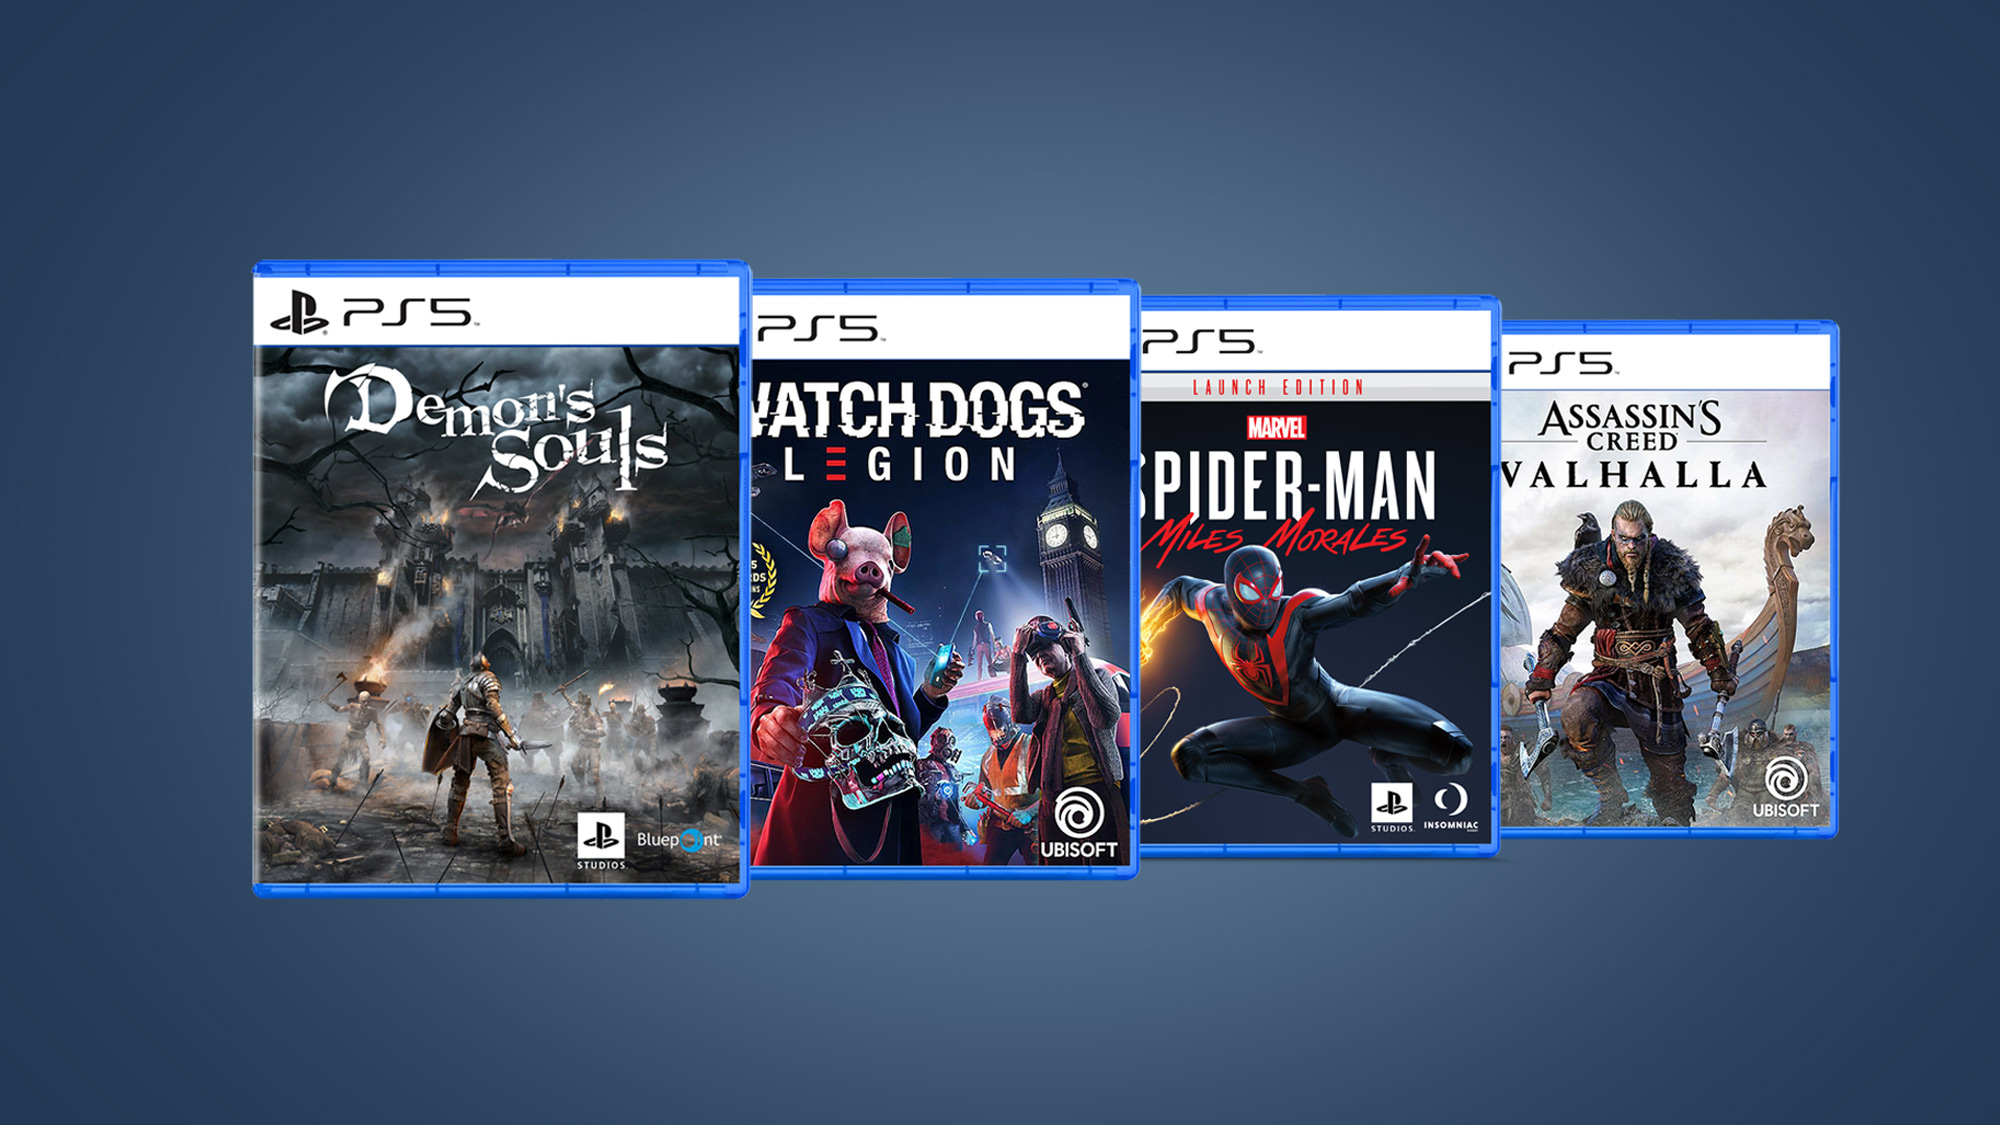 PS5
Demon's
Souls
STUDIOS
Bluepoint
PS5
WATCH DOGS
LEGION
UBISOFT
PS5
LAUNCH EDITION
MARVEL
SPIDER-MAN
MILES MORALES
STUDIOS
INSOMNIAC
PS5
ASSASSIN'S
CREED
VALHALLA
UBISOFT